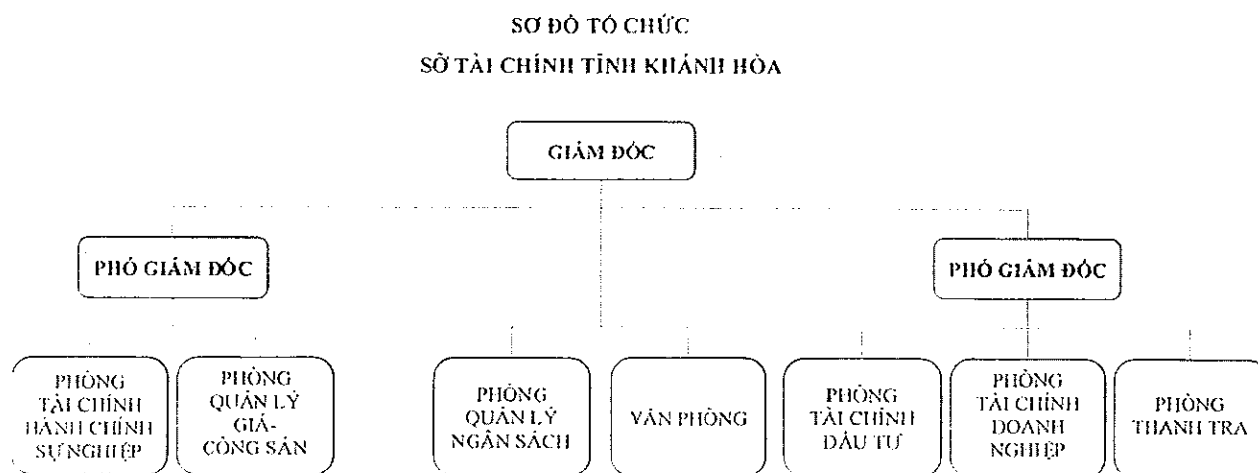 SƠ ĐỒ TỔ CHỨC
SỞ TÀI CHÍNH TỈNH KHÁNH HÒA
GIÁM ĐỐC
PHÓ GIÁM ĐỐC
PHÓ GIÁM ĐỐC
PHÒNG
TÀI CHÍNH
HÀNH CHÍNH
SỰ NGHIỆP
PHÒNG
QUẢN LÝ
GIÁ-
CÔNG SẢN
PHÒNG
QUẢN LÝ
NGÂN SÁCH
VĂN PHÒNG
PHÒNG
TÀI CHÍNH
ĐẦU TƯ
PHÒNG
TÀI CHÍNH
DOANH
NGHIỆP
PHÒNG
THANH TRA